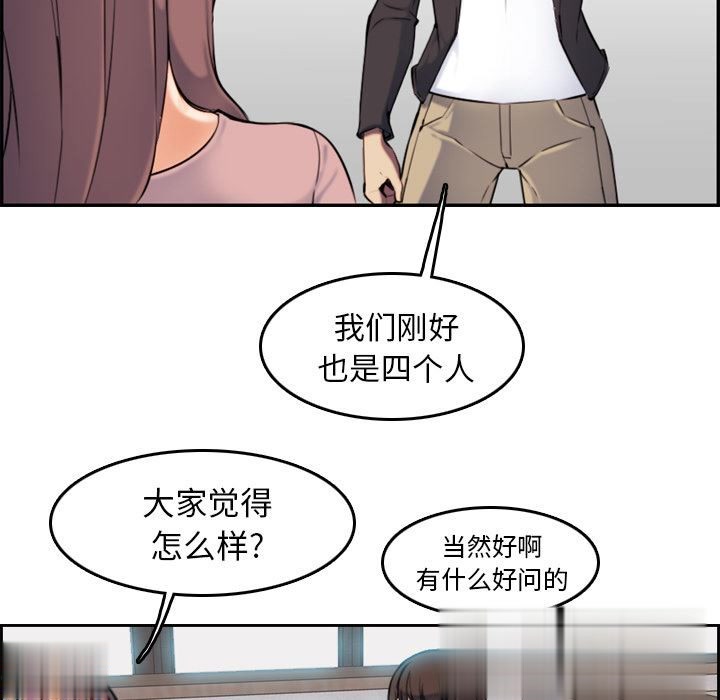 我们刚好
也是四个人
大家觉得
怎么样?
当然好啊
有什么好问的